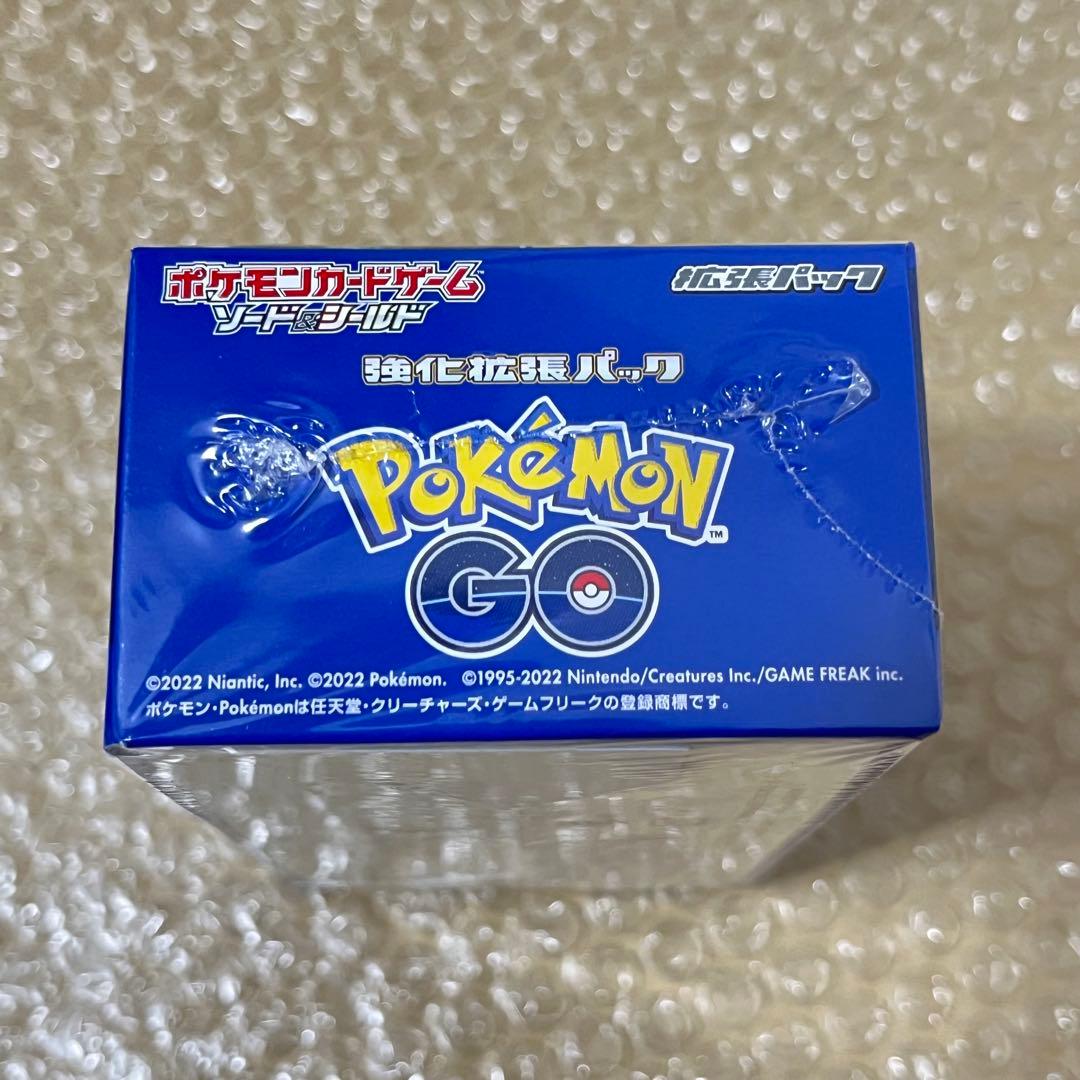 ポケモンカードゲーム™
ソード&シールド
拡張パック
強化拡張パック
POKéMON™
GO
©2022 Niantic, Inc. ©2022 Pokémon. ©1995-2022 Nintendo/Creatures Inc./GAME FREAK inc.
ポケモン・Pokémonは任天堂・クリーチャーズ・ゲームフリークの登録商標です。